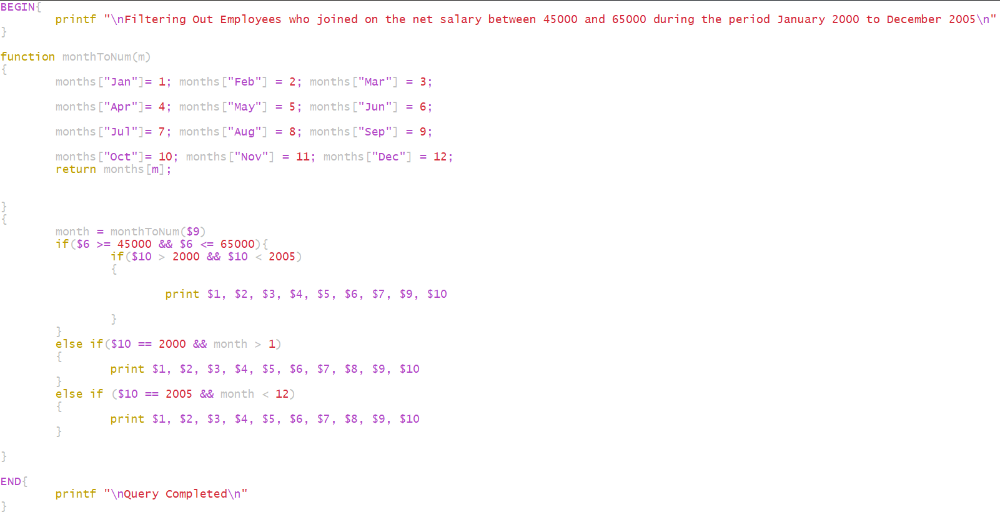 BEGIN{
        printf "\nFiltering Out Employees who joined on the net salary between 45000 and 65000 during the period January 2000 to December 2005\n"
}
function monthToNum(m)
{
        months["Jan"]= 1; months["Feb"] = 2; months["Mar"] = 3;
        months["Apr"]= 4; months["May"] = 5; months["Jun"] = 6;
        months["Jul"]= 7; months["Aug"] = 8; months["Sep"] = 9;
        months["Oct"]= 10; months["Nov"] = 11; months["Dec"] = 12;
        return months[m];
}
{
        month = monthToNum($9)
        if($6 >= 45000 && $6 <= 65000){
                if($10 > 2000 && $10 < 2005)
                {
                        print $1, $2, $3, $4, $5, $6, $7, $9, $10
                }
        }
        else if($10 == 2000 && month > 1)
        {
                print $1, $2, $3, $4, $5, $6, $7, $8, $9, $10
        }
        else if ($10 == 2005 && month < 12)
        {
                print $1, $2, $3, $4, $5, $6, $7, $8, $9, $10
        }
}
END{
        printf "\nQuery Completed\n"
}